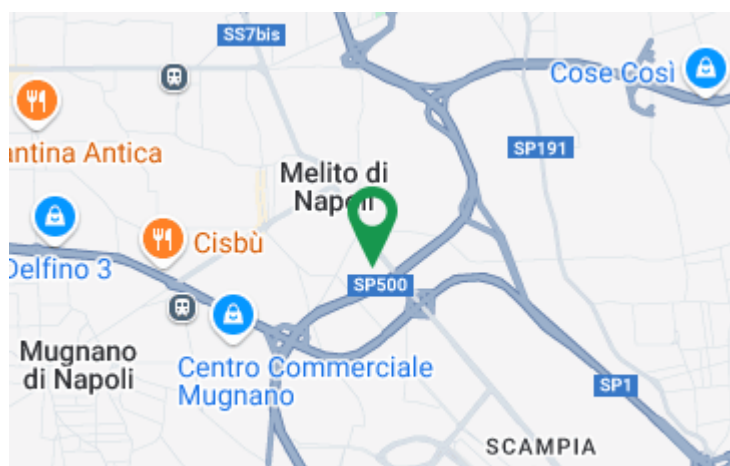 SS7bis
Cose Così
ntina Antica
SP191
Melito di
Napoli
Cisbù
Delfino 3
SP500
Mugnano
di Napoli
Centro Commerciale
Mugnano
SP1
SCAMPIA